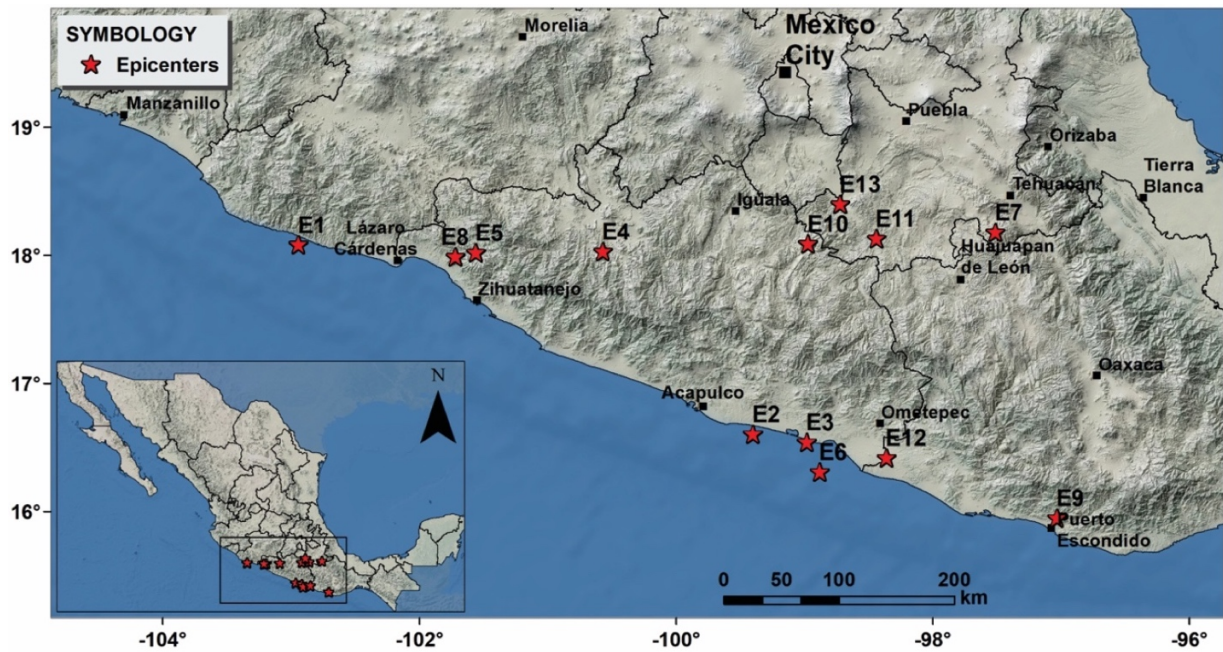 SYMBOLOGY
Epicenters
Morelia
Mexico
City
Manzanillo
19°
Puebla
Orizaba
Tierra
Blanca
E13
Tehuacán
Iguala
E1
Lázaro
Cárdenas
E8
E5
E4
E10
E11
E7
18°
Huajuapan
de León
Zihuatanejo
17°
Oaxaca
N
Acapulco
E2
E3
E6
Ometepec
E12
16°
E9
Puerto
Escondido
0 50 100 200
km
-104° -102° -100° -98° -96°